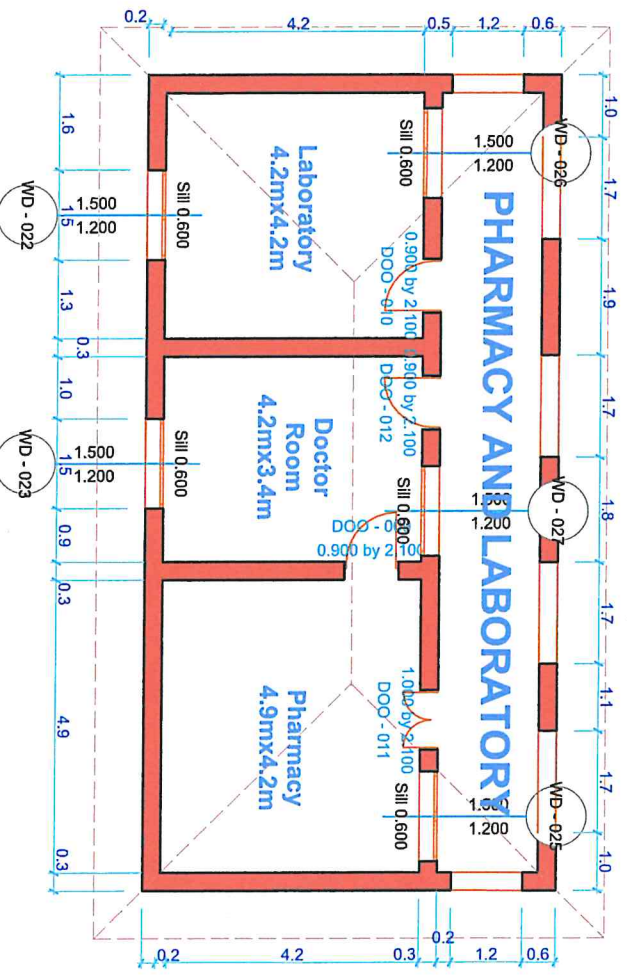 1.0 1.7 1.9 1.7 1.8 1.7 1.1 1.7 1.0
WD - 026
WD - 027
WD - 025
0.6
1.2
0.5
4.2
0.2
0.6
1.2
0.2
0.3
4.2
0.2
PHARMACY AND LABORATORY
1.500
1.200
1.200
1.200
Sill 0.600
Sill 0.600
Sill 0.600
0.900 by 2.100
DOO - 010
0.900 by 2.100
DOO - 012
DOO - 0
0.900 by 2.100
1.000 by 2.100
DOO - 011
Laboratory
4.2mx4.2m
Doctor
Room
4.2mx3.4m
Pharmacy
4.9mx4.2m
Sill 0.600
Sill 0.600
1.500
1.200
1.500
1.200
1.6 1.5 1.3 0.3 1.0 1.5 0.9 0.3 4.9 0.3
WD - 022
WD - 023